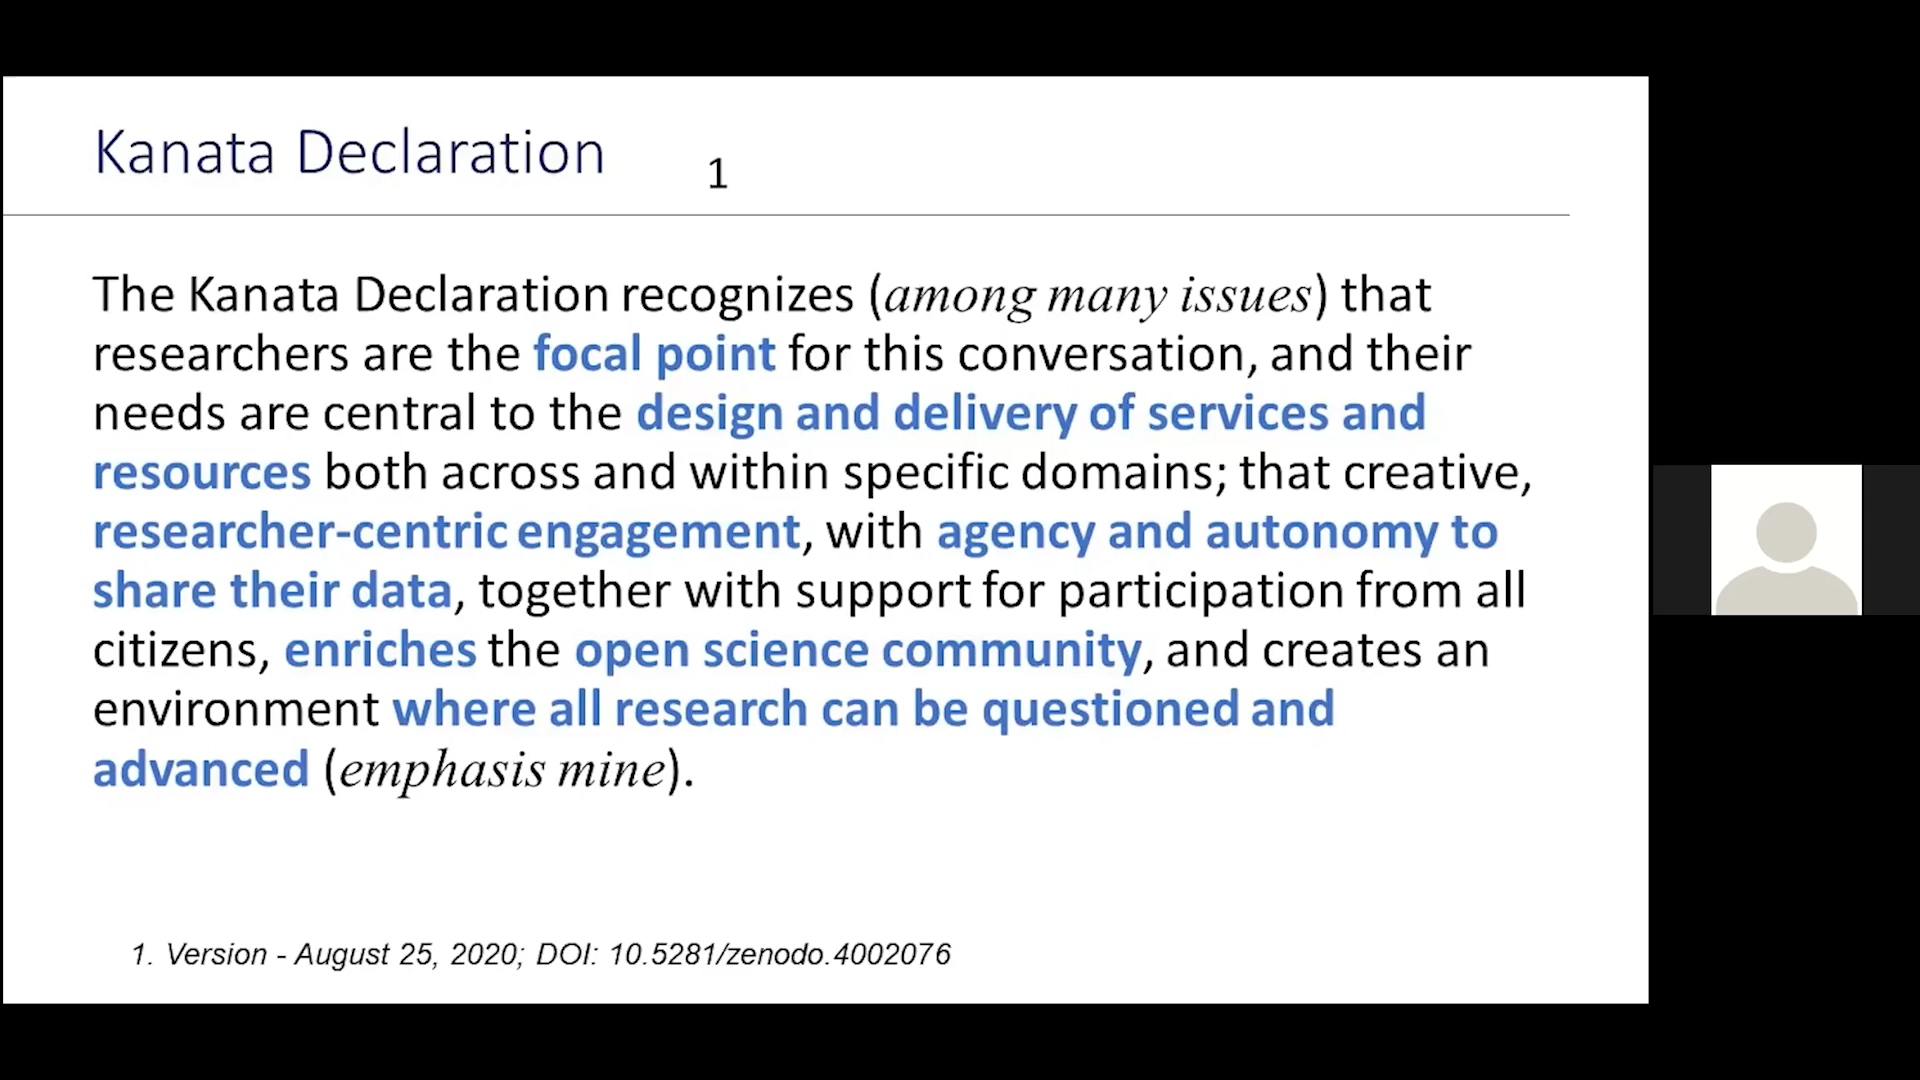 Kanata Declaration 1
The Kanata Declaration recognizes (among many issues) that
researchers are the focal point for this conversation, and their
needs are central to the design and delivery of services and
resources both across and within specific domains; that creative,
researcher-centric engagement, with agency and autonomy to
share their data, together with support for participation from all
citizens, enriches the open science community, and creates an
environment where all research can be questioned and
advanced (emphasis mine).
1. Version - August 25, 2020; DOI: 10.5281/zenodo.4002076